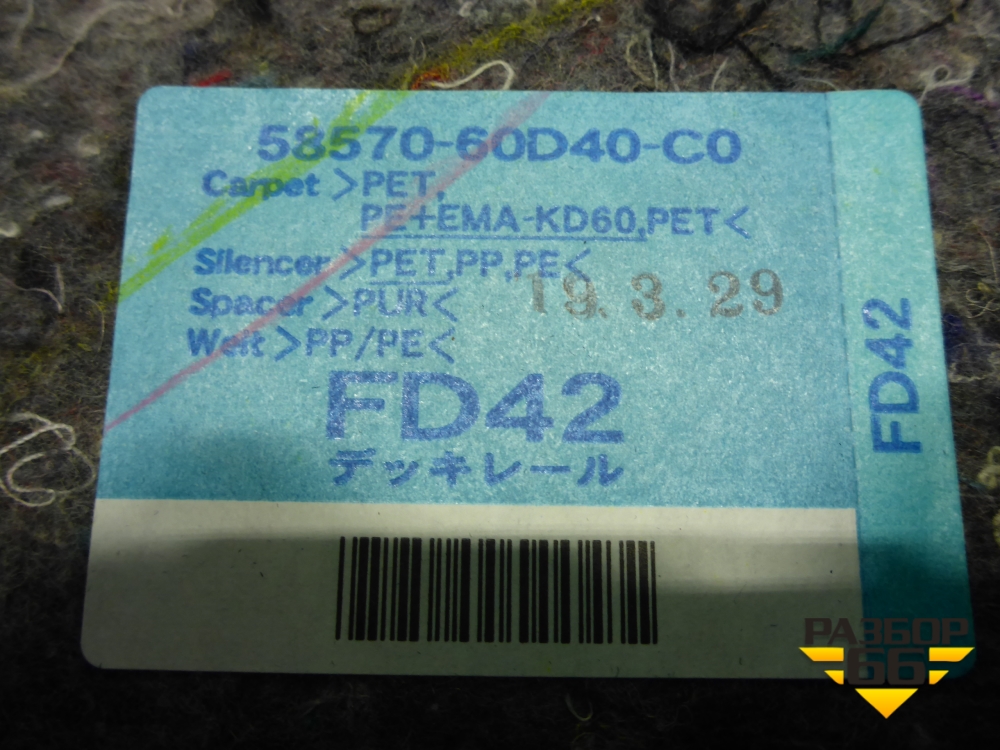 58570-60D40-C0
Carpet >PET,
PE+EMA-KD60,PET<
Silencer >PET,PP,PE<
19.3.29
Spacer >PUR<
Welt >PP/PE<
FD42
デッキレール
FD42
РАЗБОР
66